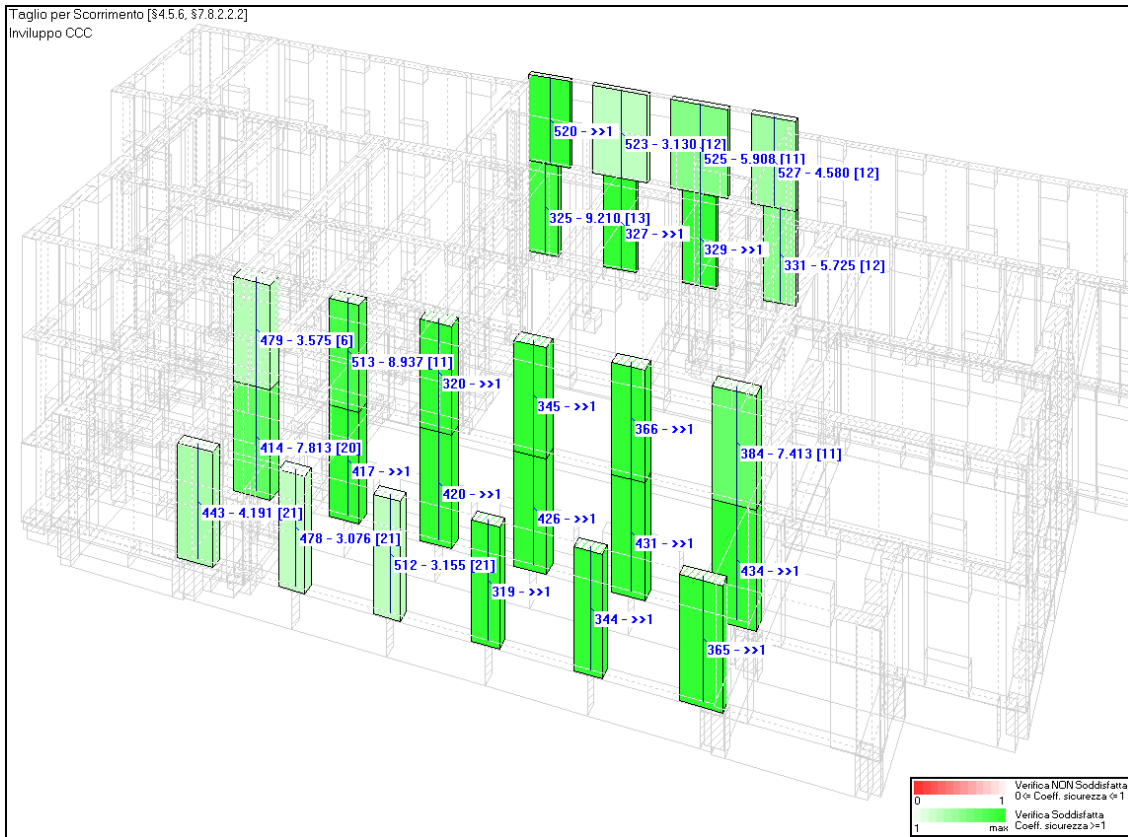 Taglio per Scorrimento [§4.5.6, §7.8.2.2.2]
Inviluppo CCC
520 - >>1
523 - 3.130 [12]
525 - 5.908 [11]
527 - 4.580 [12]
325 - 9.210 [13]
327 - >>1
329 - >>1
331 - 5.725 [12]
479 - 3.575 [6]
513 - 8.937 [11]
320 - >>1
345 - >>1
366 - >>1
384 - 7.413 [11]
414 - 7.813 [20]
417 - >>1
420 - >>1
426 - >>1
431 - >>1
434 - >>1
443 - 4.191 [21]
478 - 3.076 [21]
512 - 3.155 [21]
319 - >>1
344 - >>1
365 - >>1
Verifica NON Soddisfatta
0 <= Coeff. sicurezza <= 1
0 1
Verifica Soddisfatta
Coeff. sicurezza >=1
1 max